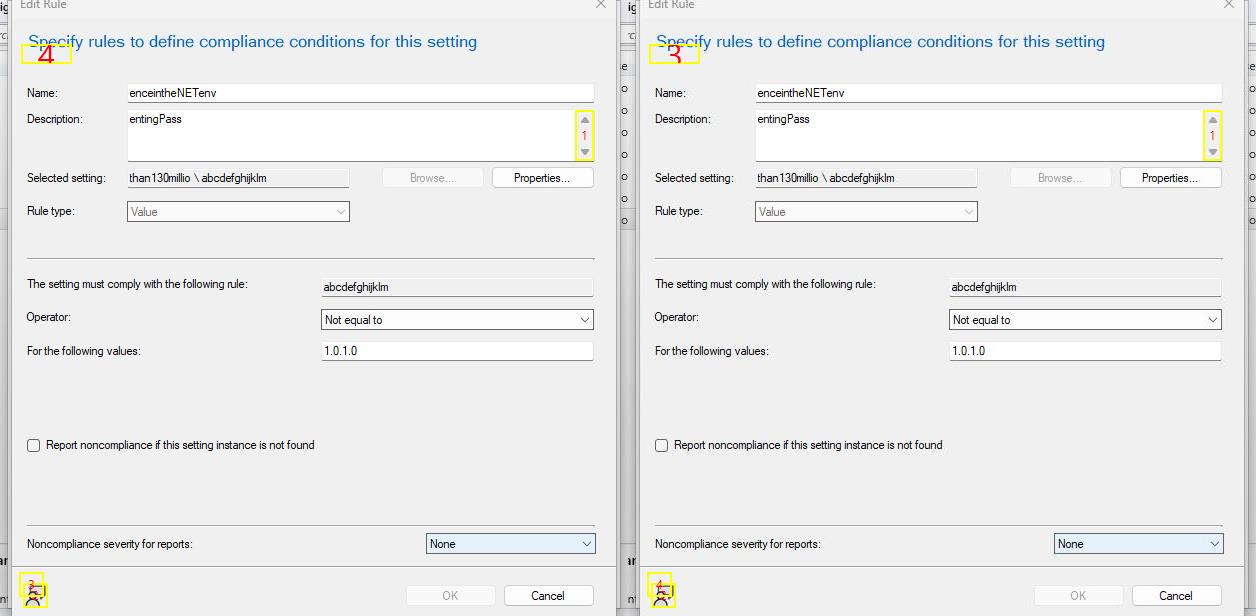 Edit Rule
Specify rules to define compliance conditions for this setting
4
Name: enceintheNETenv
Description: entingPass
1
Selected setting: than130millio \ abcdefghijklm Browse... Properties...
Rule type: Value
The setting must comply with the following rule: abcdefghijklm
Operator: Not equal to
For the following values: 1.0.1.0
Report noncompliance if this setting instance is not found
Noncompliance severity for reports: None
3
OK Cancel
Edit Rule
Specify rules to define compliance conditions for this setting
3
Name: enceintheNETenv
Description: entingPass
1
Selected setting: than130millio \ abcdefghijklm Browse... Properties...
Rule type: Value
The setting must comply with the following rule: abcdefghijklm
Operator: Not equal to
For the following values: 1.0.1.0
Report noncompliance if this setting instance is not found
Noncompliance severity for reports: None
4
OK Cancel